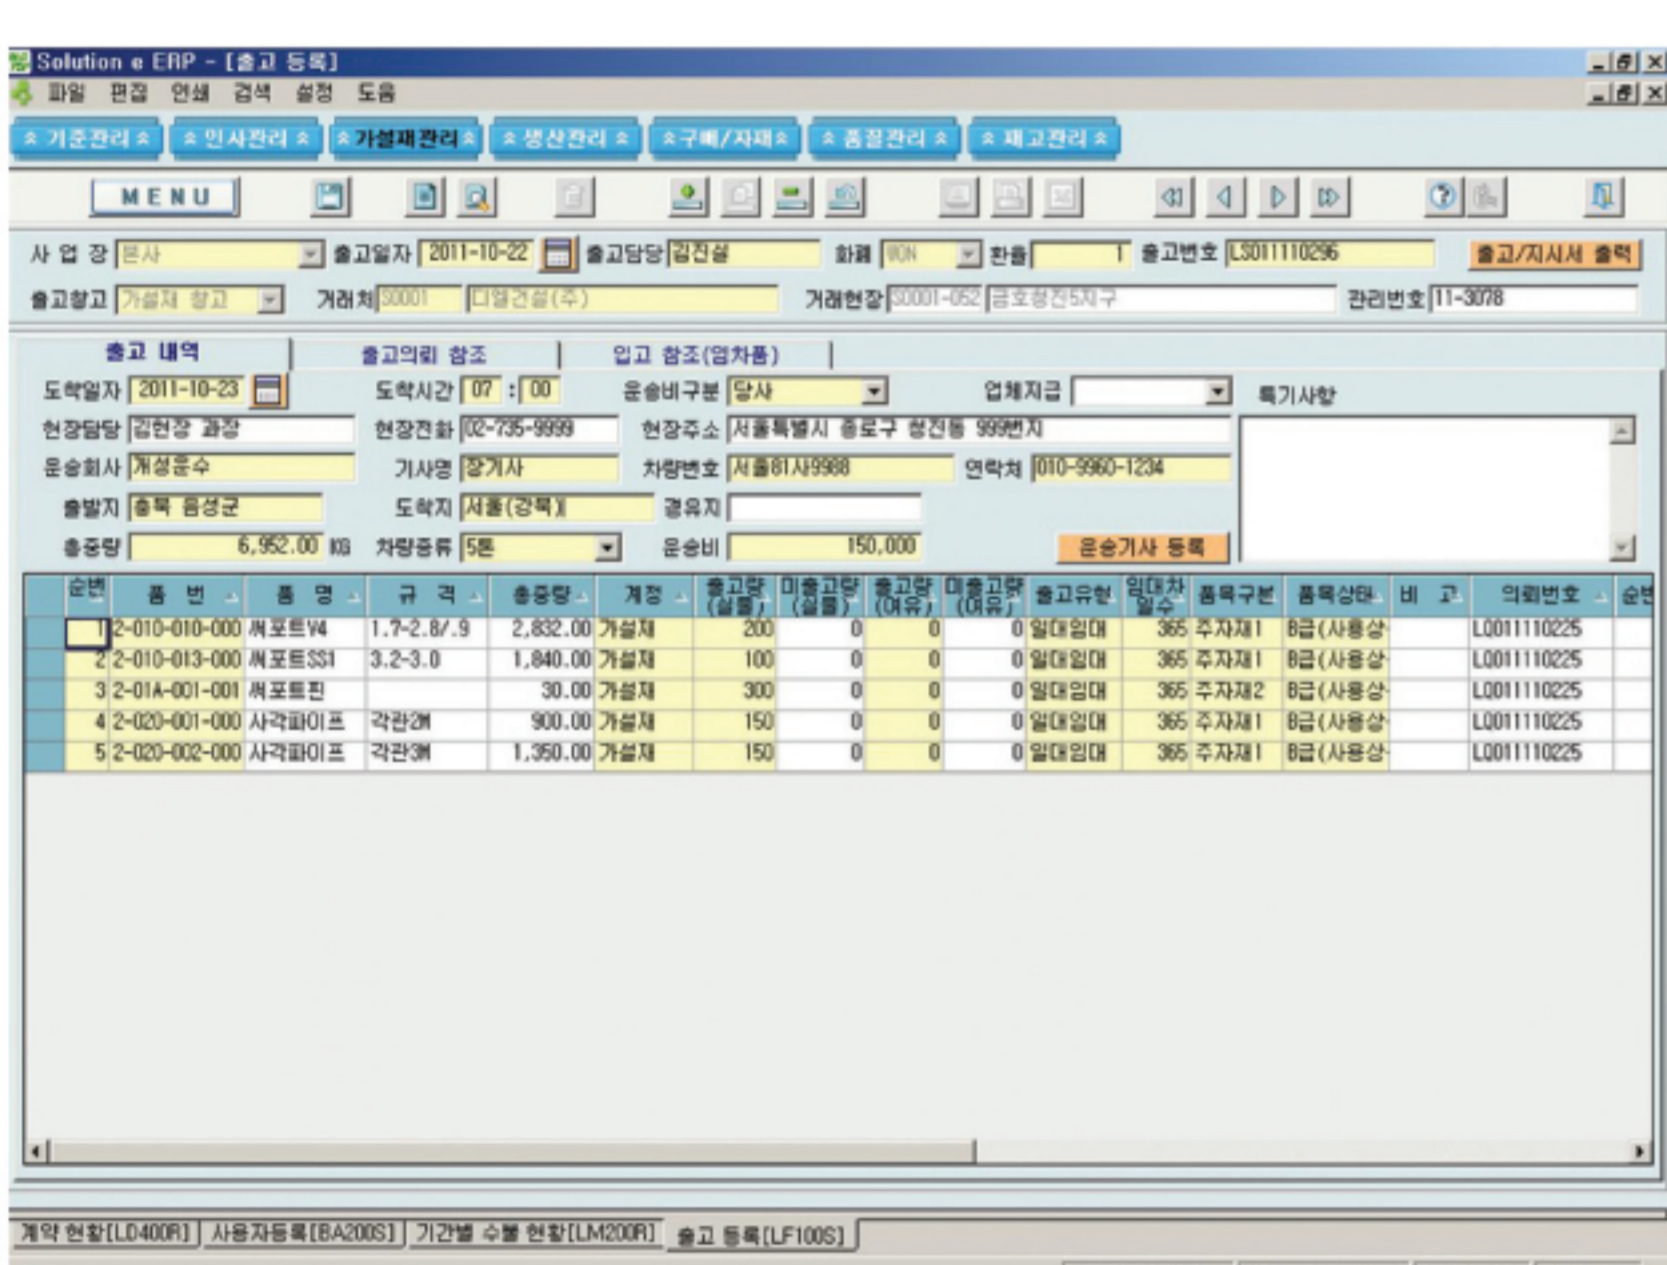 Solution e ERP - [출고 등록]
파일 편집 인쇄 검색 설정 도움
기준관리 인사관리 가설재관리 생산관리 구매/자재 품질관리 재고관리
MENU
사 업 장 본사 출고일자 2011-10-22 출고담당 김진설 화폐 WON 환율 1 출고번호 LS011110296 출고/지시서 출력
출고창고 가설재 창고 거래처 S0001 디엘건설(주) 거래현장 S0001-052 금호청진5지구 관리번호 11-3078
출고 내역 출고의뢰 참조 입고 참조(임차품)
도착일자 2011-10-23 도착시간 07 : 00 운송비구분 당사 업체지급 특기사항
현장담당 김현장 과장 현장전화 02-735-9999 현장주소 서울특별시 종로구 청진동 999번지
운송회사 개성운수 기사명 장기사 차량번호 서울81사9988 연락처 010-9960-1234
출발지 충북 음성군 도착지 서울(강북) 경유지
총중량 6,952.00 KG 차량종류 5톤 운송비 150,000 운송기사 등록
순번 품 번 품 명 규 격 총중량 계정 출고량(실물) 미출고량(실물) 출고량(여유) 미출고량(여유) 출고유형 임대차일수 품목구분 품목상태 비 고 의뢰번호 순번
1 2-010-010-000 써포트V4 1.7-2.8/.9 2,832.00 가설재 200 0 0 0 일대임대 365 주자재1 B급(사용상 LQ011110225
2 2-010-013-000 써포트SS1 3.2-3.0 1,840.00 가설재 100 0 0 0 일대임대 365 주자재1 B급(사용상 LQ011110225
3 2-01A-001-001 써포트핀 30.00 가설재 300 0 0 0 일대임대 365 주자재2 B급(사용상 LQ011110225
4 2-020-001-000 사각파이프 각관2M 900.00 가설재 150 0 0 0 일대임대 365 주자재1 B급(사용상 LQ011110225
5 2-020-002-000 사각파이프 각관3M 1,350.00 가설재 150 0 0 0 일대임대 365 주자재1 B급(사용상 LQ011110225
계약 현황[LD400R] 사용자등록[BA200S] 기간별 수불 현황[LM200R] 출고 등록[LF100S]